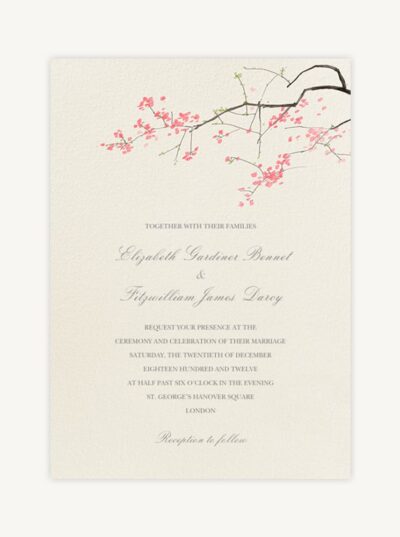 TOGETHER WITH THEIR FAMILIES
Elizabeth Gardiner Bennet
&
Fitzwilliam James Darcy
REQUEST YOUR PRESENCE AT THE
CEREMONY AND CELEBRATION OF THEIR MARRIAGE
SATURDAY, THE TWENTIETH OF DECEMBER
EIGHTEEN HUNDRED AND TWELVE
AT HALF PAST SIX O'CLOCK IN THE EVENING
ST. GEORGE'S HANOVER SQUARE
LONDON
Reception to follow